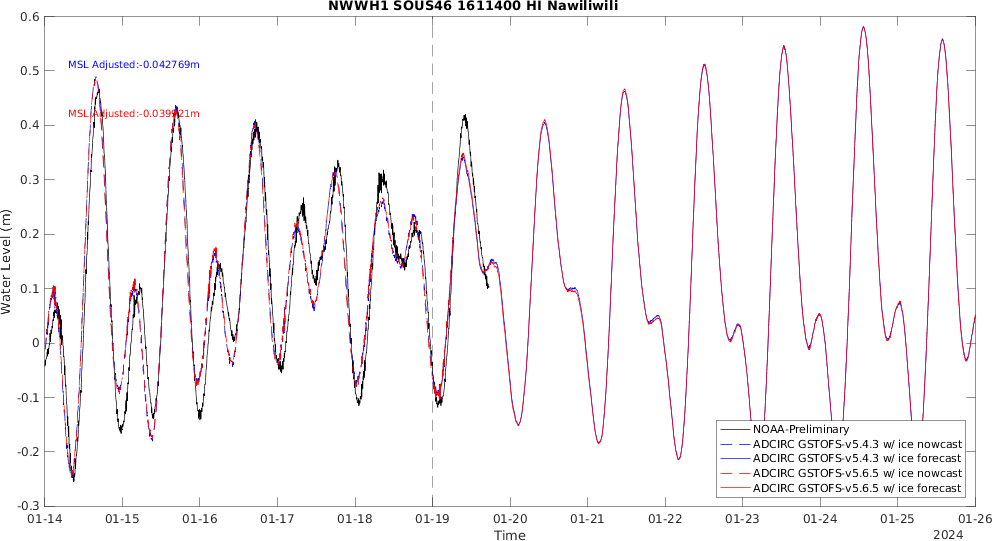 NWWH1 SOUS46 1611400 HI Nawiliwili
MSL Adjusted:-0.042769m
MSL Adjusted:-0.039921m
Water Level (m)
0.6
0.5
0.4
0.3
0.2
0.1
0
-0.1
-0.2
-0.3
NOAA-Preliminary
ADCIRC GSTOFS-v5.4.3 w/ ice nowcast
ADCIRC GSTOFS-v5.4.3 w/ ice forecast
ADCIRC GSTOFS-v5.6.5 w/ ice nowcast
ADCIRC GSTOFS-v5.6.5 w/ ice forecast
01-14 01-15 01-16 01-17 01-18 01-19 01-20 01-21 01-22 01-23 01-24 01-25 01-26
Time
2024